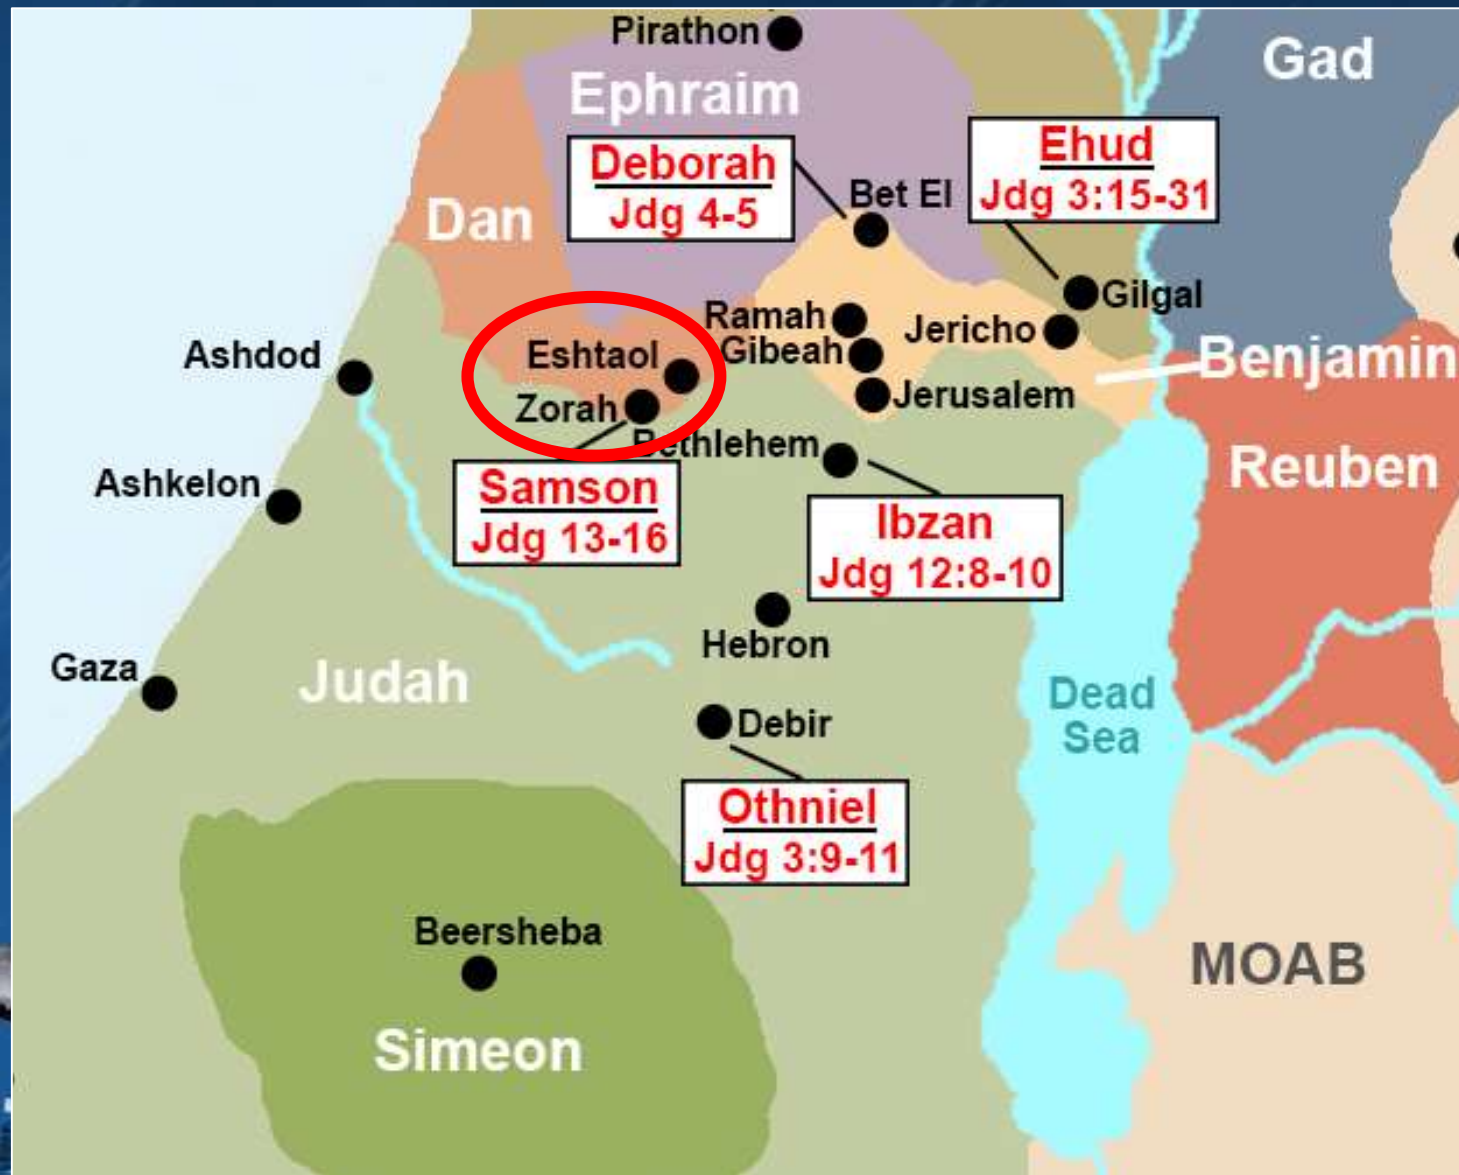 Pirathon
Gad
Ephraim
Ehud
Jdg 3:15-31
Deborah
Jdg 4-5
Bet El
Dan
Gilgal
Ramah
Jericho
Eshtaol
Gibeah
Ashdod
Benjamin
Zorah
Jerusalem
Bethlehem
Reuben
Ashkelon
Samson
Jdg 13-16
Ibzan
Jdg 12:8-10
Hebron
Gaza
Judah
Dead
Sea
Debir
Othniel
Jdg 3:9-11
Beersheba
MOAB
Simeon